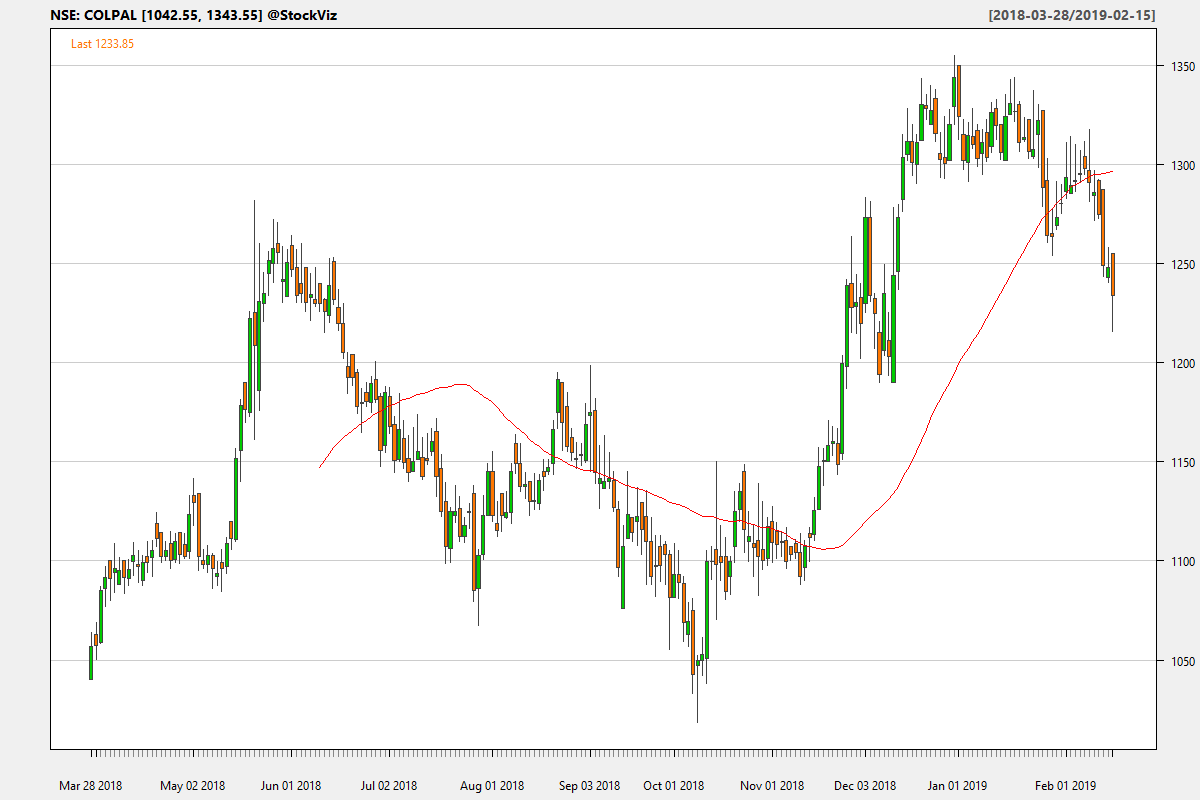 NSE: COLPAL [1042.55, 1343.55] @StockViz
[2018-03-28/2019-02-15]
Last 1233.85
1350
1300
1250
1200
1150
1100
1050
Mar 28 2018 May 02 2018 Jun 01 2018 Jul 02 2018 Aug 01 2018 Sep 03 2018 Oct 01 2018 Nov 01 2018 Dec 03 2018 Jan 01 2019 Feb 01 2019